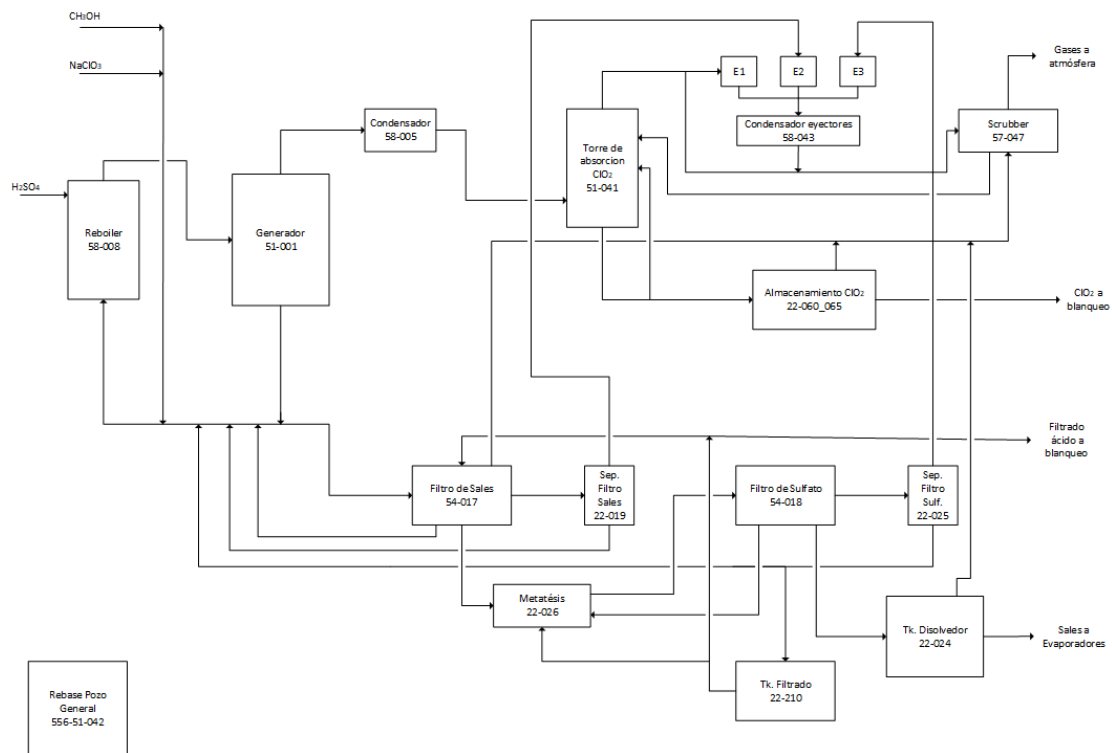 CH₃OH
NaClO₃
H₂SO₄
Reboiler
58-008
Generador
51-001
Condensador
58-005
Torre de
absorcion
ClO₂
51-041
E1
E2
E3
Condensador eyectores
58-043
Scrubber
57-047
Gases a
atmósfera
Almacenamiento ClO₂
22-060_065
ClO₂ a
blanqueo
Filtrado
ácido a
blanqueo
Filtro de Sales
54-017
Sep.
Filtro
Sales
22-019
Filtro de Sulfato
54-018
Sep.
Filtro
Sulf.
22-025
Metatésis
22-026
Tk. Disolvedor
22-024
Sales a
Evaporadores
Tk. Filtrado
22-210
Rebase Pozo
General
556-51-042